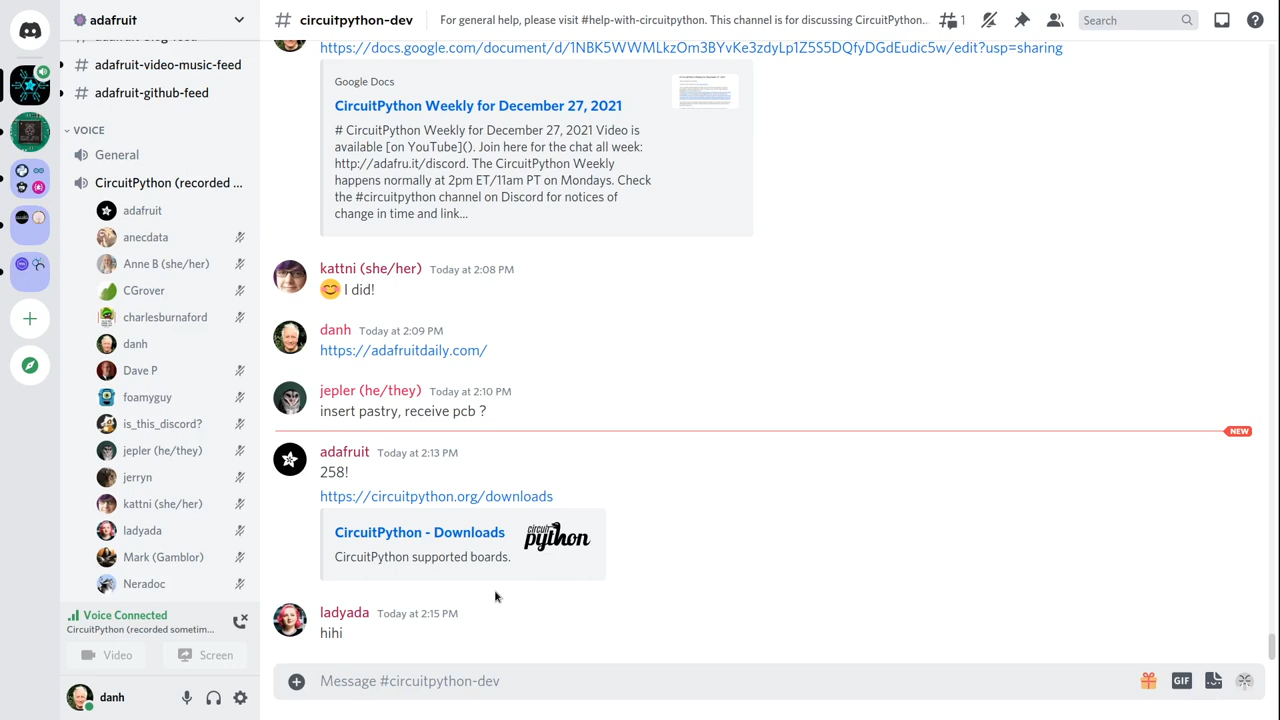 adafruit
adafruit-video-music-feed
adafruit-github-feed
VOICE
General
CircuitPython (recorded ...
adafruit
anecdata
Anne B (she/her)
CGrover
charlesburnaford
danh
Dave P
foamyguy
is_this_discord?
jepler (he/they)
jerryn
kattni (she/her)
ladyada
Mark (Gamblor)
Neradoc
Voice Connected
CircuitPython (recorded sometim...
Video
Screen
danh
circuitpython-dev
For general help, please visit #help-with-circuitpython. This channel is for discussing CircuitPython...
1
Search
https://docs.google.com/document/d/1NBK5WWMLkzOm3BYvKe3zdyLp1Z5S5DQfyDGdEudic5w/edit?usp=sharing
Google Docs
CircuitPython Weekly for December 27, 2021
# CircuitPython Weekly for December 27, 2021 Video is
available [on YouTube](). Join here for the chat all week:
http://adafru.it/discord. The CircuitPython Weekly
happens normally at 2pm ET/11am PT on Mondays. Check
the #circuitpython channel on Discord for notices of
change in time and link...
kattni (she/her) Today at 2:08 PM
😊 I did!
danh Today at 2:09 PM
https://adafruitdaily.com/
jepler (he/they) Today at 2:10 PM
insert pastry, receive pcb ?
NEW
adafruit Today at 2:13 PM
258!
https://circuitpython.org/downloads
CircuitPython - Downloads
circuit python
CircuitPython supported boards.
ladyada Today at 2:15 PM
hihi
Message #circuitpython-dev
GIF